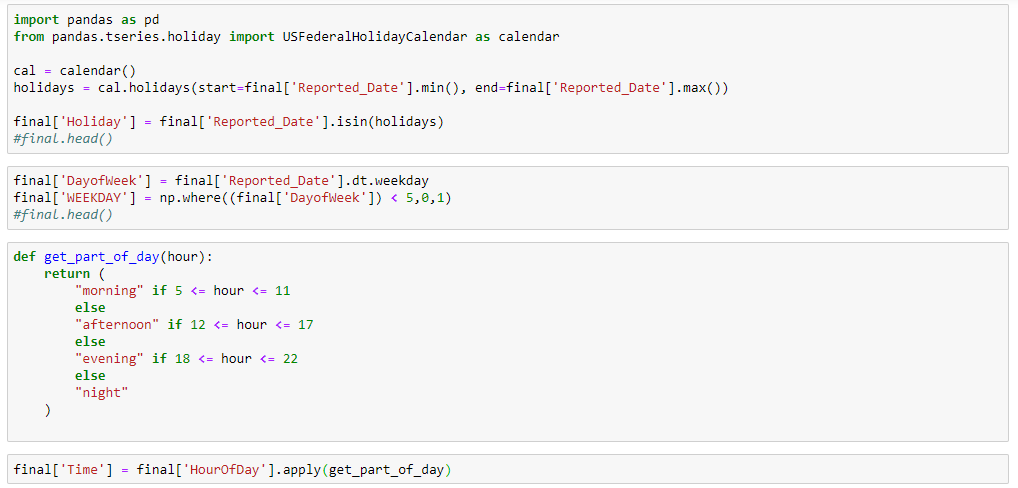 import pandas as pd
from pandas.tseries.holiday import USFederalHolidayCalendar as calendar
cal = calendar()
holidays = cal.holidays(start=final['Reported_Date'].min(), end=final['Reported_Date'].max())
final['Holiday'] = final['Reported_Date'].isin(holidays)
#final.head()
final['DayofWeek'] = final['Reported_Date'].dt.weekday
final['WEEKDAY'] = np.where((final['DayofWeek']) < 5,0,1)
#final.head()
def get_part_of_day(hour):
    return (
        "morning" if 5 <= hour <= 11
        else
        "afternoon" if 12 <= hour <= 17
        else
        "evening" if 18 <= hour <= 22
        else
        "night"
    )
final['Time'] = final['HourOfDay'].apply(get_part_of_day)